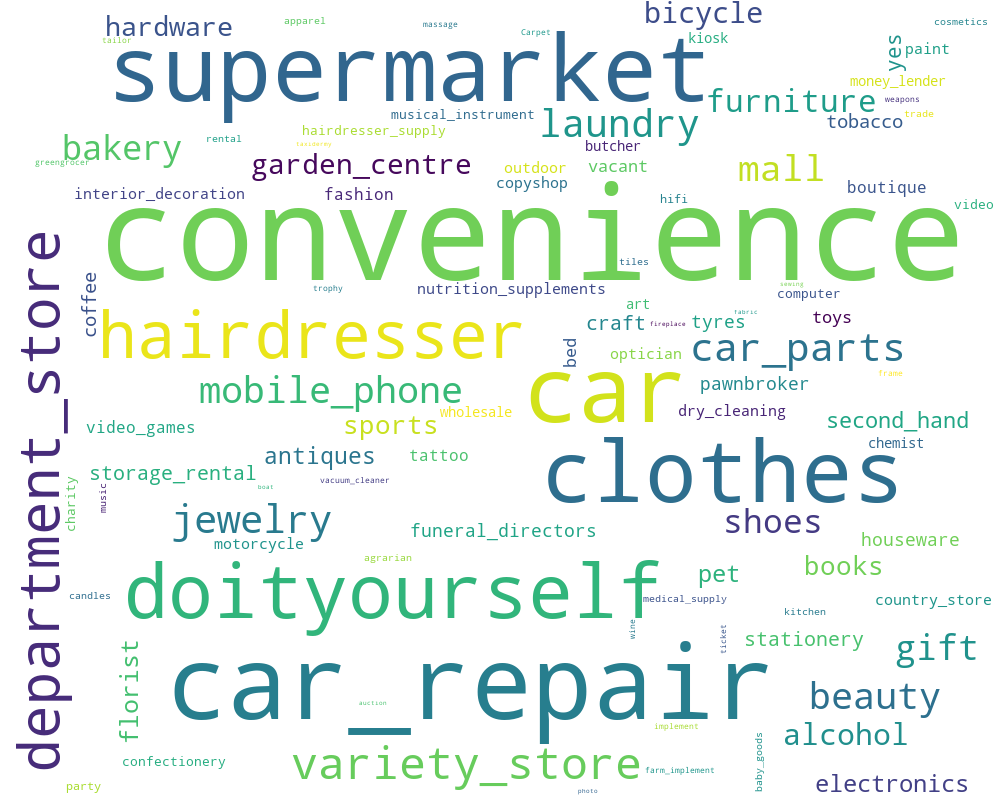 apparel
massage
Carpet
bicycle
cosmetics
hardware
tailor
supermarket
kiosk
yes
paint
money_lender
weapons
furniture
trade
tobacco
musical_instrument
laundry
hairdresser_supply
rental
taxidermy
butcher
bakery
greengrocer
garden_centre
outdoor
vacant
mall
copyshop
boutique
interior_decoration
fashion
hifi
video
convenience
tiles
department_store
coffee
trophy
nutrition_supplements
sewing
computer
art
fabric
hairdresser
craft
fireplace
tyres
toys
bed
optician
car_parts
car
frame
mobile_phone
pawnbroker
wholesale
dry_cleaning
second_hand
video_games
sports
chemist
antiques
tattoo
clothes
storage_rental
vacuum_cleaner
boat
charity
music
jewelry
shoes
funeral_directors
houseware
motorcycle
agrarian
books
pet
doityourself
candles
medical_supply
country_store
kitchen
wine
ticket
stationery
gift
florist
car_repair
beauty
auction
implement
alcohol
confectionery
variety_store
farm_implement
baby_goods
electronics
party
photo